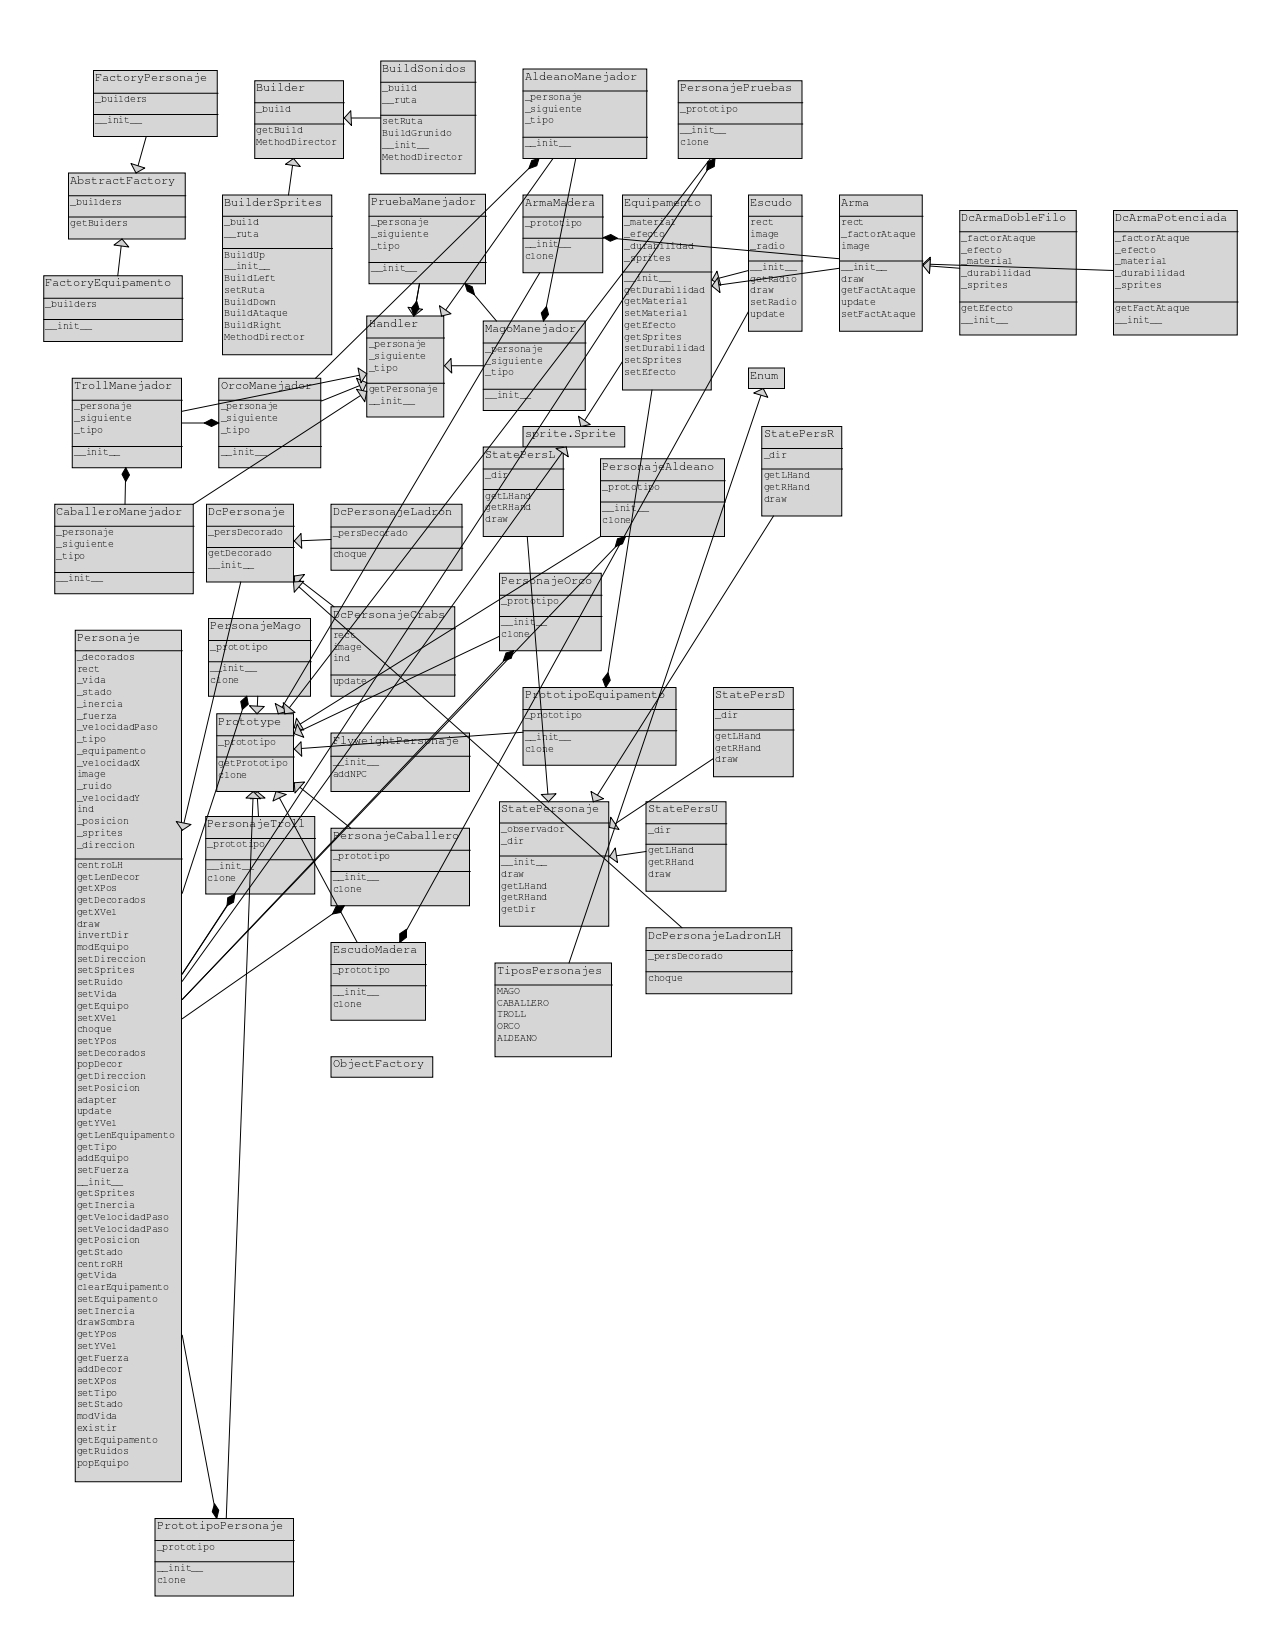 FactoryPersonaje
_builders
__init__
Builder
_build
getBuild
MethodDirector
BuildSonidos
_build
__ruta
setRuta
BuildGrunido
__init__
MethodDirector
AldeanoManejador
_personaje
_siguiente
_tipo
__init__
PersonajePruebas
_prototipo
__init__
clone
AbstractFactory
_builders
getBuiders
BuilderSprites
_build
__ruta
BuildUp
__init__
BuildLeft
setRuta
BuildDown
BuildAtaque
BuildRight
MethodDirector
PruebaManejador
_personaje
_siguiente
_tipo
__init__
ArmaMadera
_prototipo
__init__
clone
Equipamento
_material
_efecto
_durabilidad
_sprites
__init__
getDurabilidad
getMaterial
setMaterial
getEfecto
getSprites
setDurabilidad
setSprites
setEfecto
Escudo
rect
image
_radio
__init__
getRadio
draw
setRadio
update
Arma
rect
_factorAtaque
image
__init__
draw
getFactAtaque
update
setFactAtaque
DcArmaDobleFilo
_factorAtaque
_efecto
_material
_durabilidad
_sprites
getEfecto
__init__
DcArmaPotenciada
_factorAtaque
_efecto
_material
_durabilidad
_sprites
getFactAtaque
__init__
FactoryEquipamento
_builders
__init__
Handler
_personaje
_siguiente
_tipo
getPersonaje
__init__
MagoManejador
_personaje
_siguiente
_tipo
__init__
Enum
TrollManejador
_personaje
_siguiente
_tipo
__init__
OrcoManejador
_personaje
_siguiente
_tipo
__init__
sprite.Sprite
StatePersL
_dir
getLHand
getRHand
draw
PersonajeAldeano
_prototipo
__init__
clone
StatePersR
_dir
getLHand
getRHand
draw
CaballeroManejador
_personaje
_siguiente
_tipo
__init__
DcPersonaje
_persDecorado
getDecorado
__init__
DcPersonajeLadron
_persDecorado
choque
PersonajeOrco
_prototipo
__init__
clone
DcPersonajeCrabs
rect
image
ind
update
PersonajeMago
_prototipo
__init__
clone
Personaje
_decorados
rect
_vida
_stado
_inercia
_fuerza
_velocidadPaso
_tipo
_equipamento
_velocidadX
image
_ruido
_velocidadY
ind
_posicion
_sprites
_direccion
centroLH
getLenDecor
getXPos
getDecorados
getXVel
draw
invertDir
modEquipo
setDireccion
setSprites
setRuido
setVida
getEquipo
setXVel
choque
setYPos
setDecorados
popDecor
getDireccion
setPosicion
adapter
update
getYVel
getLenEquipamento
getTipo
addEquipo
setFuerza
__init__
getSprites
getInercia
getVelocidadPaso
setVelocidadPaso
getPosicion
getStado
centroRH
getVida
clearEquipamento
setEquipamento
setInercia
drawSombra
getYPos
setYVel
getFuerza
addDecor
setXPos
setTipo
setStado
modVida
existir
getEquipamento
getRuidos
popEquipo
Prototype
_prototipo
getPrototipo
clone
FlyweightPersonaje
__init__
addNPC
PrototipoEquipamento
_prototipo
__init__
clone
StatePersD
_dir
getLHand
getRHand
draw
PersonajeTroll
_prototipo
__init__
clone
PersonajeCaballero
_prototipo
__init__
clone
StatePersonaje
_observador
_dir
__init__
draw
getLHand
getRHand
getDir
StatePersU
_dir
getLHand
getRHand
draw
EscudoMadera
_prototipo
__init__
clone
DcPersonajeLadronLH
_persDecorado
choque
TiposPersonajes
MAGO
CABALLERO
TROLL
ORCO
ALDEANO
ObjectFactory
PrototipoPersonaje
_prototipo
__init__
clone